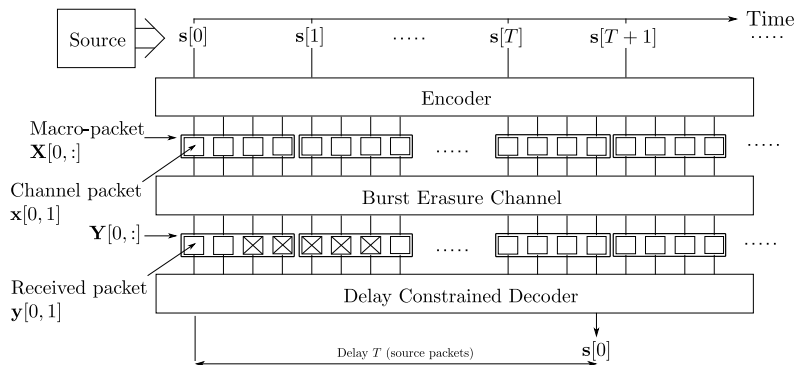 Time
Source
s[0] s[1] ..... s[T] s[T + 1] .....
Encoder
Macro-packet
X[0,:]
.....
.....
Channel packet
x[0,1]
Burst Erasure Channel
Y[0,:]
.....
.....
Received packet
y[0,1]
Delay Constrained Decoder
s[0]
Delay T (source packets)